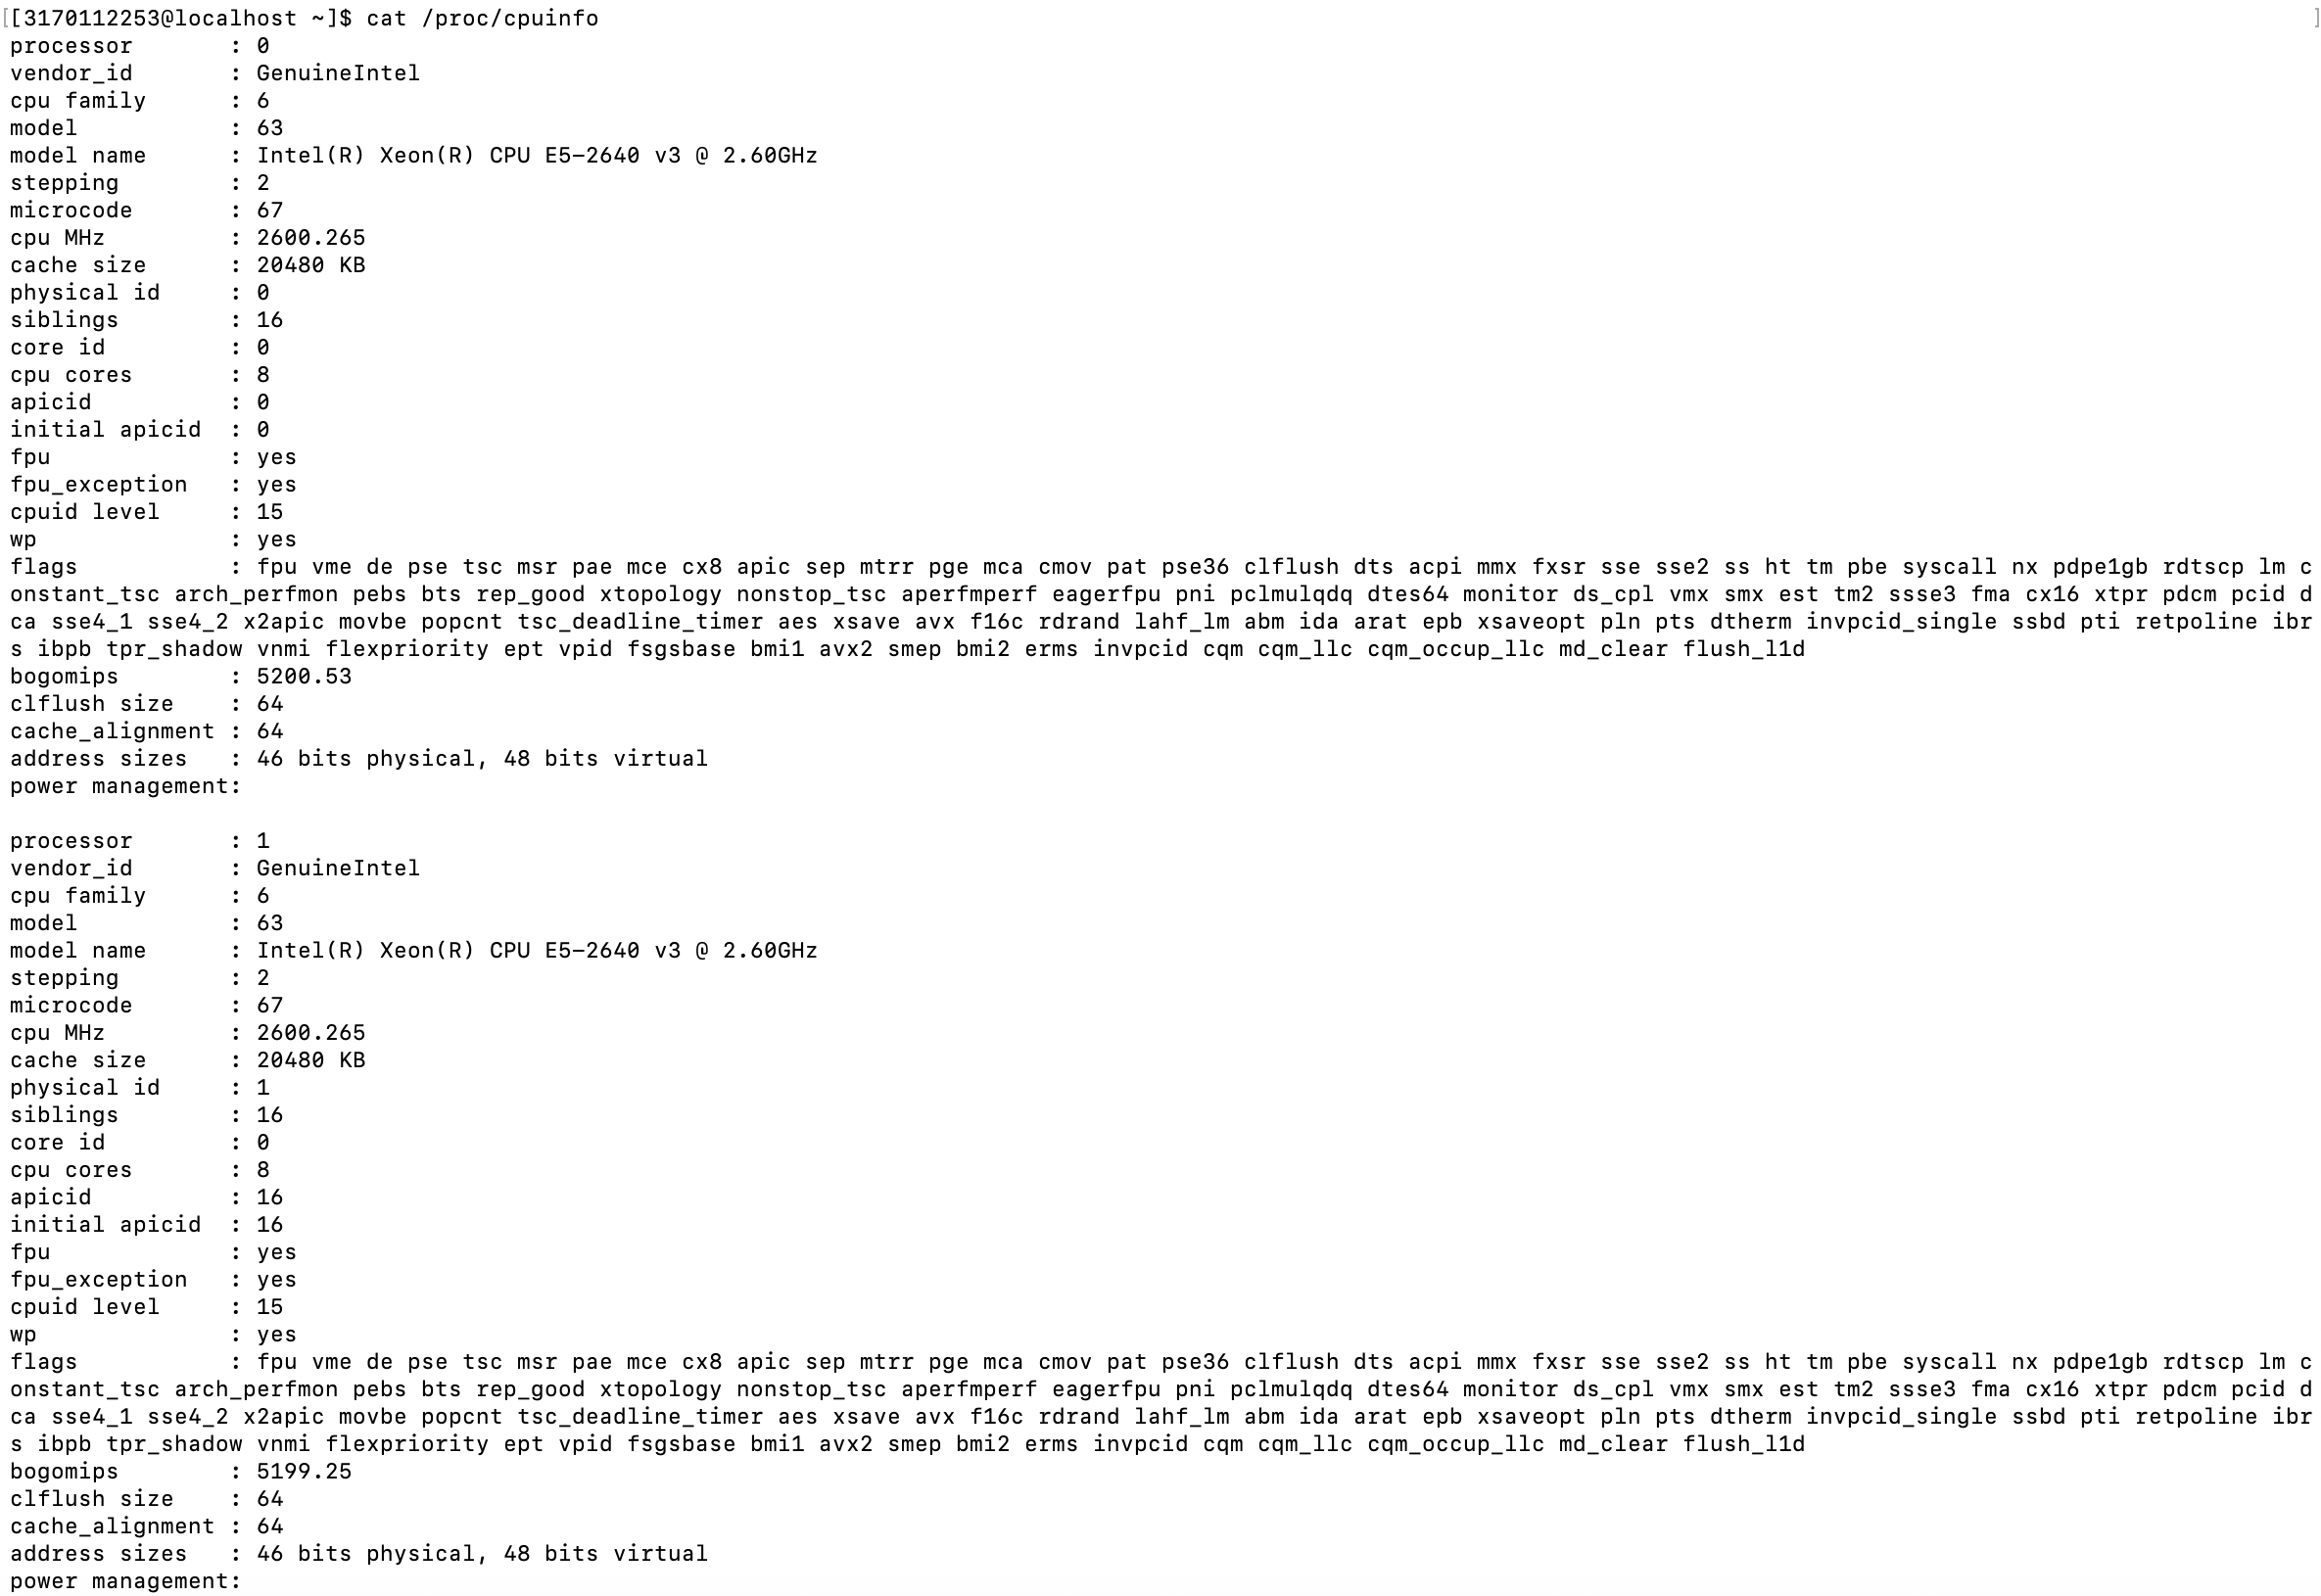 [[3170112253@localhost ~]$ cat /proc/cpuinfo ]
processor : 0
vendor_id : GenuineIntel
cpu family : 6
model : 63
model name : Intel(R) Xeon(R) CPU E5-2640 v3 @ 2.60GHz
stepping : 2
microcode : 67
cpu MHz : 2600.265
cache size : 20480 KB
physical id : 0
siblings : 16
core id : 0
cpu cores : 8
apicid : 0
initial apicid : 0
fpu : yes
fpu_exception : yes
cpuid level : 15
wp : yes
flags : fpu vme de pse tsc msr pae mce cx8 apic sep mtrr pge mca cmov pat pse36 clflush dts acpi mmx fxsr sse sse2 ss ht tm pbe syscall nx pdpe1gb rdtscp lm c
onstant_tsc arch_perfmon pebs bts rep_good xtopology nonstop_tsc aperfmperf eagerfpu pni pclmulqdq dtes64 monitor ds_cpl vmx smx est tm2 ssse3 fma cx16 xtpr pdcm pcid d
ca sse4_1 sse4_2 x2apic movbe popcnt tsc_deadline_timer aes xsave avx f16c rdrand lahf_lm abm ida arat epb xsaveopt pln pts dtherm invpcid_single ssbd pti retpoline ibr
s ibpb tpr_shadow vnmi flexpriority ept vpid fsgsbase bmi1 avx2 smep bmi2 erms invpcid cqm cqm_llc cqm_occup_llc md_clear flush_l1d
bogomips : 5200.53
clflush size : 64
cache_alignment : 64
address sizes : 46 bits physical, 48 bits virtual
power management:
processor : 1
vendor_id : GenuineIntel
cpu family : 6
model : 63
model name : Intel(R) Xeon(R) CPU E5-2640 v3 @ 2.60GHz
stepping : 2
microcode : 67
cpu MHz : 2600.265
cache size : 20480 KB
physical id : 1
siblings : 16
core id : 0
cpu cores : 8
apicid : 16
initial apicid : 16
fpu : yes
fpu_exception : yes
cpuid level : 15
wp : yes
flags : fpu vme de pse tsc msr pae mce cx8 apic sep mtrr pge mca cmov pat pse36 clflush dts acpi mmx fxsr sse sse2 ss ht tm pbe syscall nx pdpe1gb rdtscp lm c
onstant_tsc arch_perfmon pebs bts rep_good xtopology nonstop_tsc aperfmperf eagerfpu pni pclmulqdq dtes64 monitor ds_cpl vmx smx est tm2 ssse3 fma cx16 xtpr pdcm pcid d
ca sse4_1 sse4_2 x2apic movbe popcnt tsc_deadline_timer aes xsave avx f16c rdrand lahf_lm abm ida arat epb xsaveopt pln pts dtherm invpcid_single ssbd pti retpoline ibr
s ibpb tpr_shadow vnmi flexpriority ept vpid fsgsbase bmi1 avx2 smep bmi2 erms invpcid cqm cqm_llc cqm_occup_llc md_clear flush_l1d
bogomips : 5199.25
clflush size : 64
cache_alignment : 64
address sizes : 46 bits physical, 48 bits virtual
power management: